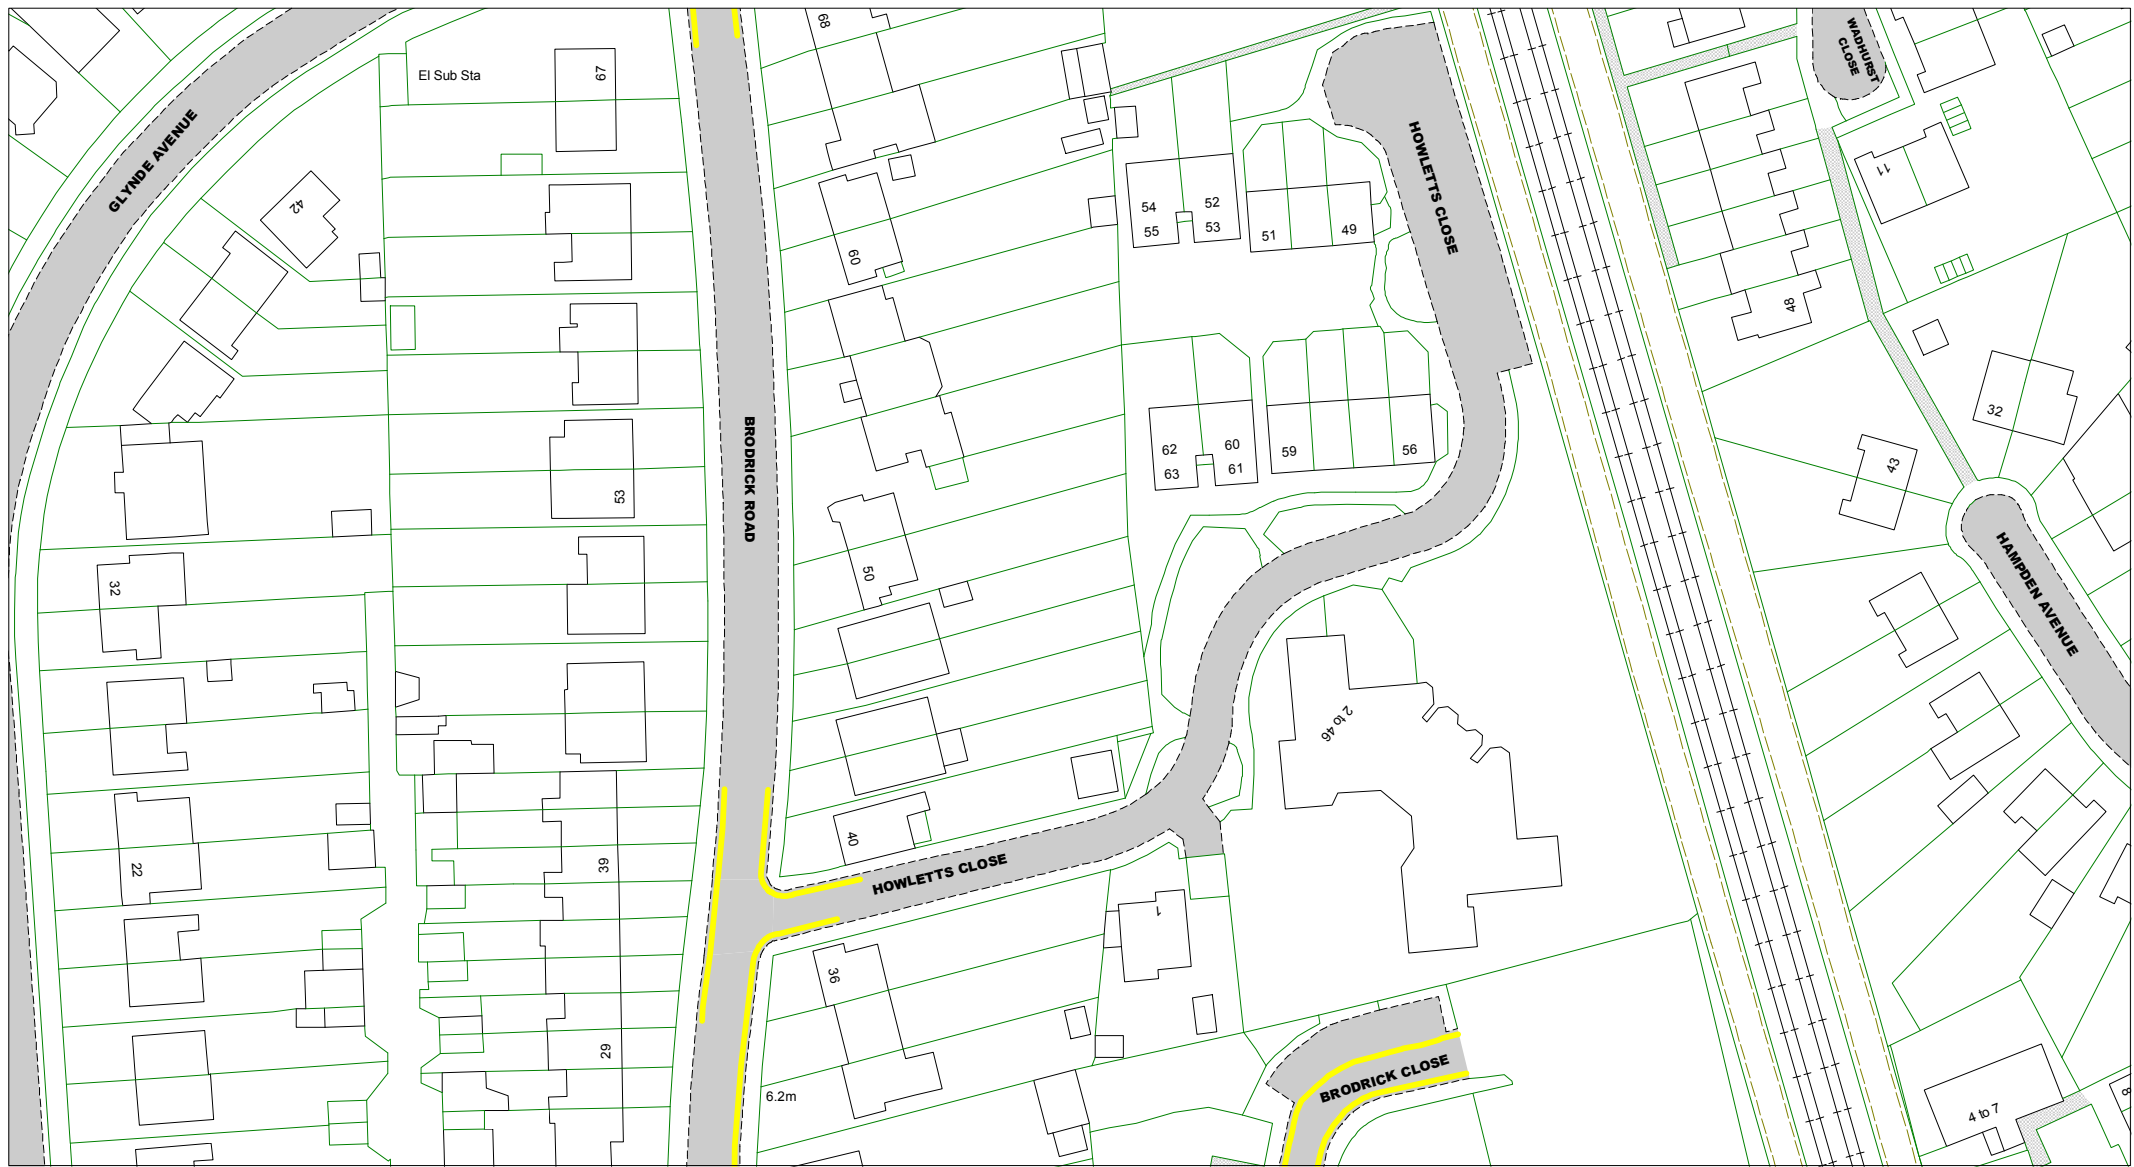 68
WADHURST
CLOSE
El Sub Sta
67
GLYNDE AVENUE
HOWLETTS CLOSE
11
42
54
52
55
53
51
49
60
48
32
BRODRICK ROAD
62
60
59
56
63
61
43
53
50
32
HAMPDEN AVENUE
2 to 46
40
39
22
HOWLETTS CLOSE
1
36
29
BRODRICK CLOSE
6.2m
4 to 7
8